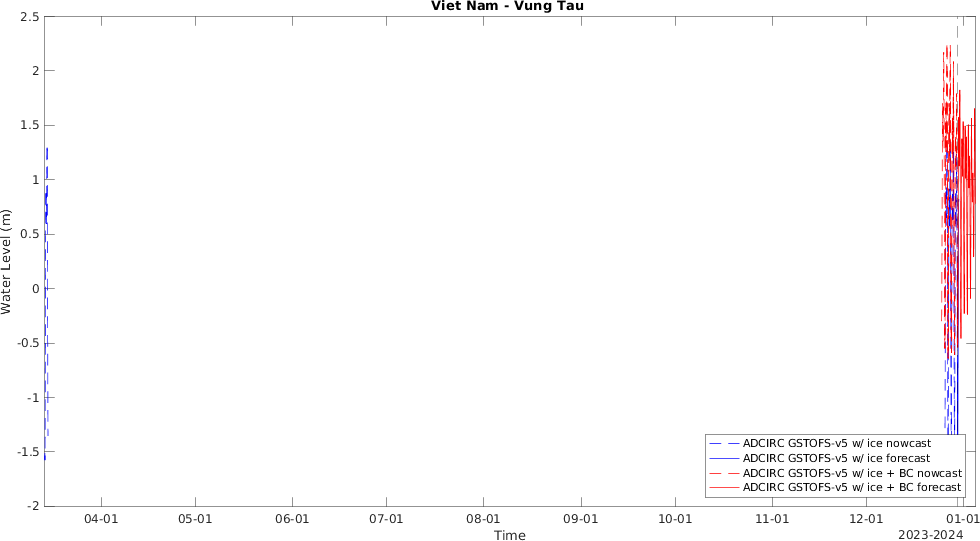 Viet Nam - Vung Tau
2.5
2
1.5
1
0.5
0
-0.5
-1
-1.5
-2
Water Level (m)
ADCIRC GSTOFS-v5 w/ ice nowcast
ADCIRC GSTOFS-v5 w/ ice forecast
ADCIRC GSTOFS-v5 w/ ice + BC nowcast
ADCIRC GSTOFS-v5 w/ ice + BC forecast
04-01 05-01 06-01 07-01 08-01 09-01 10-01 11-01 12-01 01-01
Time
2023-2024